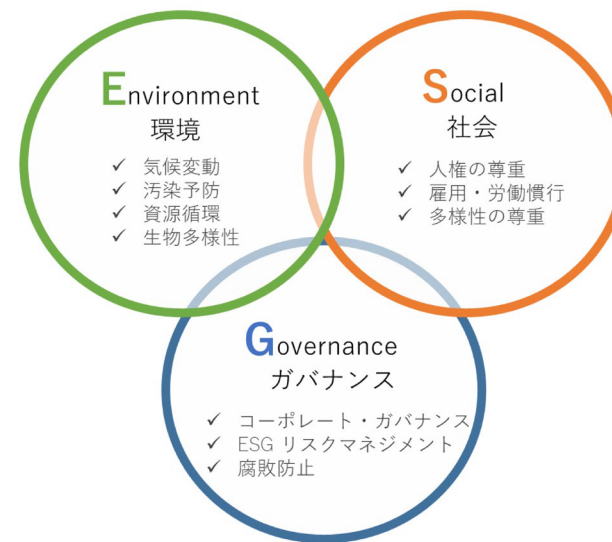 Environment
環境
✓ 気候変動
✓ 汚染予防
✓ 資源循環
✓ 生物多様性
Social
社会
✓ 人権の尊重
✓ 雇用・労働慣行
✓ 多様性の尊重
Governance
ガバナンス
✓ コーポレート・ガバナンス
✓ ESG リスクマネジメント
✓ 腐敗防止